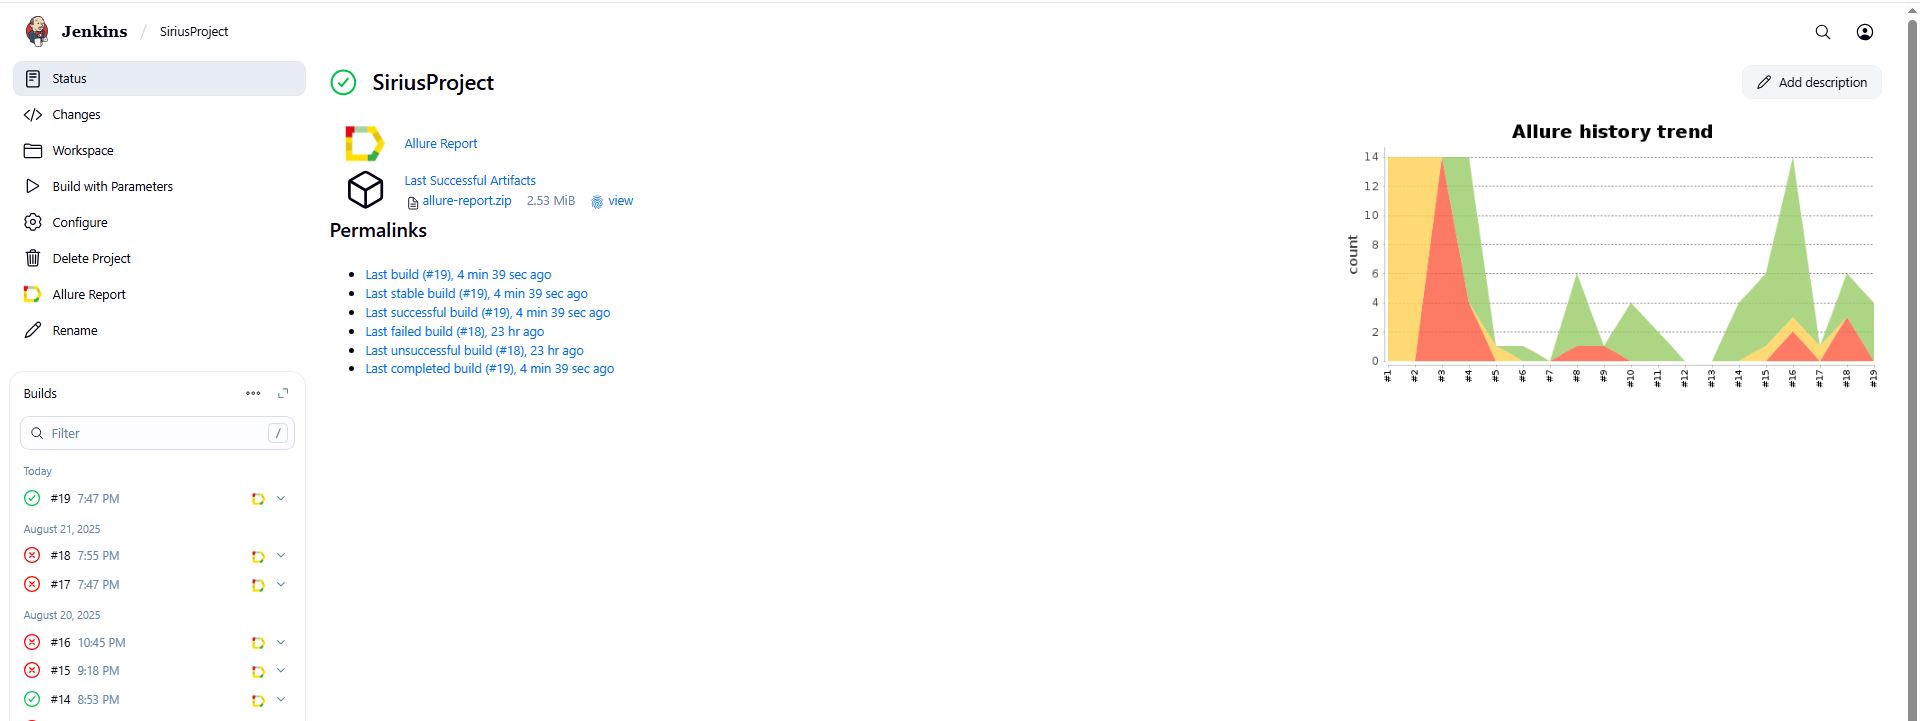 Jenkins / SiriusProject
Status
Changes
Workspace
Build with Parameters
Configure
Delete Project
Allure Report
Rename
Builds
Filter /
Today
#19 7:47 PM
August 21, 2025
#18 7:55 PM
#17 7:47 PM
August 20, 2025
#16 10:45 PM
#15 9:18 PM
#14 8:53 PM
SiriusProject
Add description
Allure Report
Last Successful Artifacts
allure-report.zip 2.53 MiB view
Permalinks
Last build (#19), 4 min 39 sec ago
Last stable build (#19), 4 min 39 sec ago
Last successful build (#19), 4 min 39 sec ago
Last failed build (#18), 23 hr ago
Last unsuccessful build (#18), 23 hr ago
Last completed build (#19), 4 min 39 sec ago
Allure history trend
count
14
12
10
8
6
4
2
0
#1 #2 #3 #4 #5 #6 #7 #8 #9 #10 #11 #12 #13 #14 #15 #16 #17 #18 #19